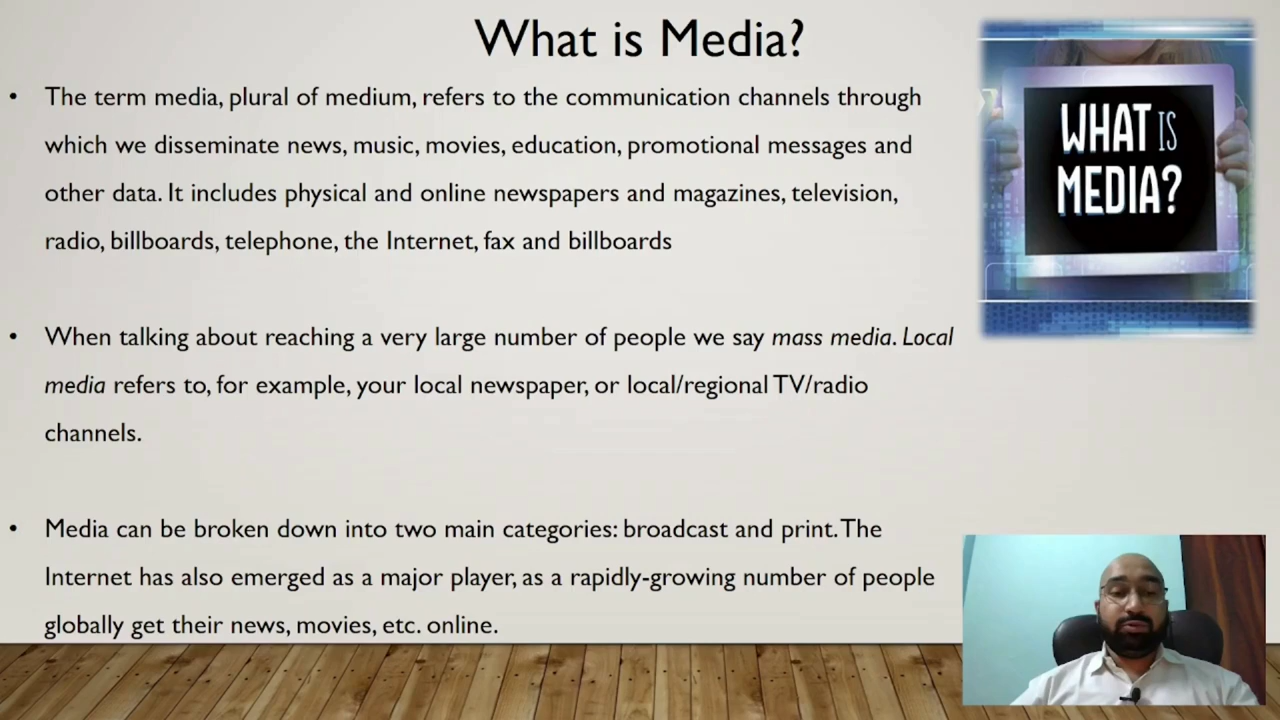 What is Media?
• The term media, plural of medium, refers to the communication channels through
which we disseminate news, music, movies, education, promotional messages and
other data. It includes physical and online newspapers and magazines, television,
radio, billboards, telephone, the Internet, fax and billboards
• When talking about reaching a very large number of people we say mass media. Local
media refers to, for example, your local newspaper, or local/regional TV/radio
channels.
• Media can be broken down into two main categories: broadcast and print. The
Internet has also emerged as a major player, as a rapidly-growing number of people
globally get their news, movies, etc. online.
WHAT IS
MEDIA?